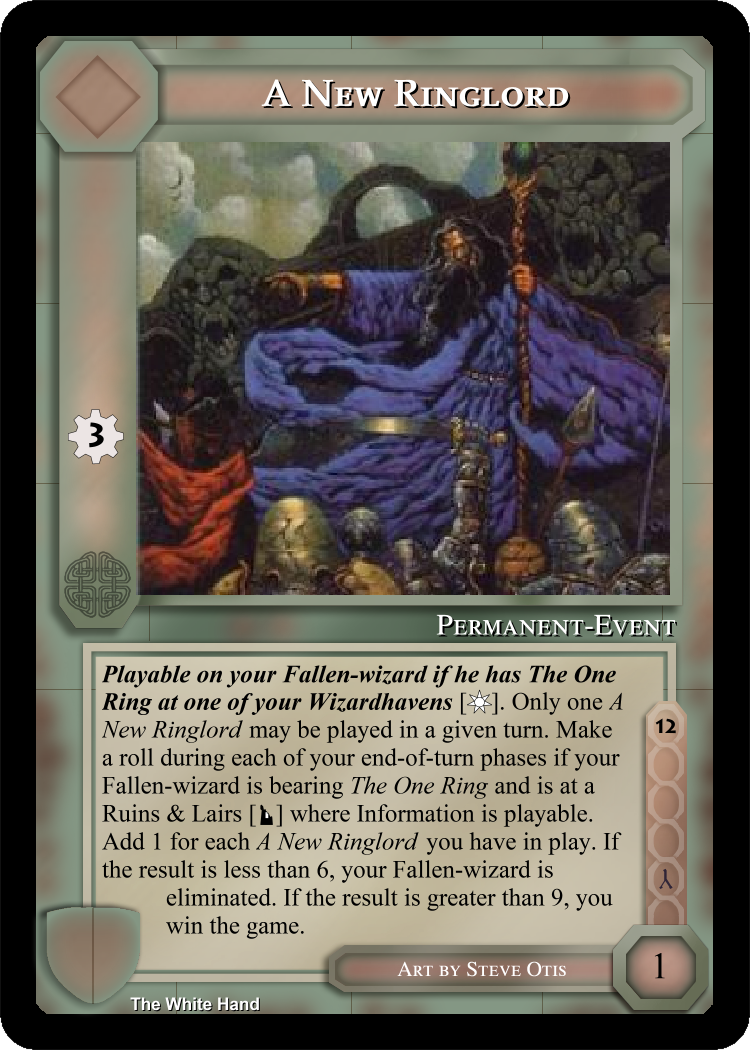 A New Ringlord
3
Permanent-Event
Playable on your Fallen-wizard if he has The One
Ring at one of your Wizardhavens [ ]. Only one A
New Ringlord may be played in a given turn. Make
a roll during each of your end-of-turn phases if your
Fallen-wizard is bearing The One Ring and is at a
Ruins & Lairs [ ] where Information is playable.
Add 1 for each A New Ringlord you have in play. If
the result is less than 6, your Fallen-wizard is
eliminated. If the result is greater than 9, you
win the game.
12
Art by Steve Otis
1
The White Hand